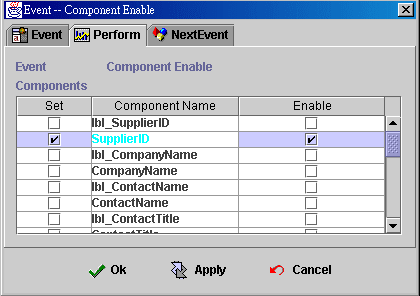 Event -- Component Enable
Event Perform NextEvent
Event Component Enable
Components
Set Component Name Enable
lbl_SupplierID
SupplierID
lbl_CompanyName
CompanyName
lbl_ContactName
ContactName
lbl_ContactTitle
ContactTitle
Ok Apply Cancel